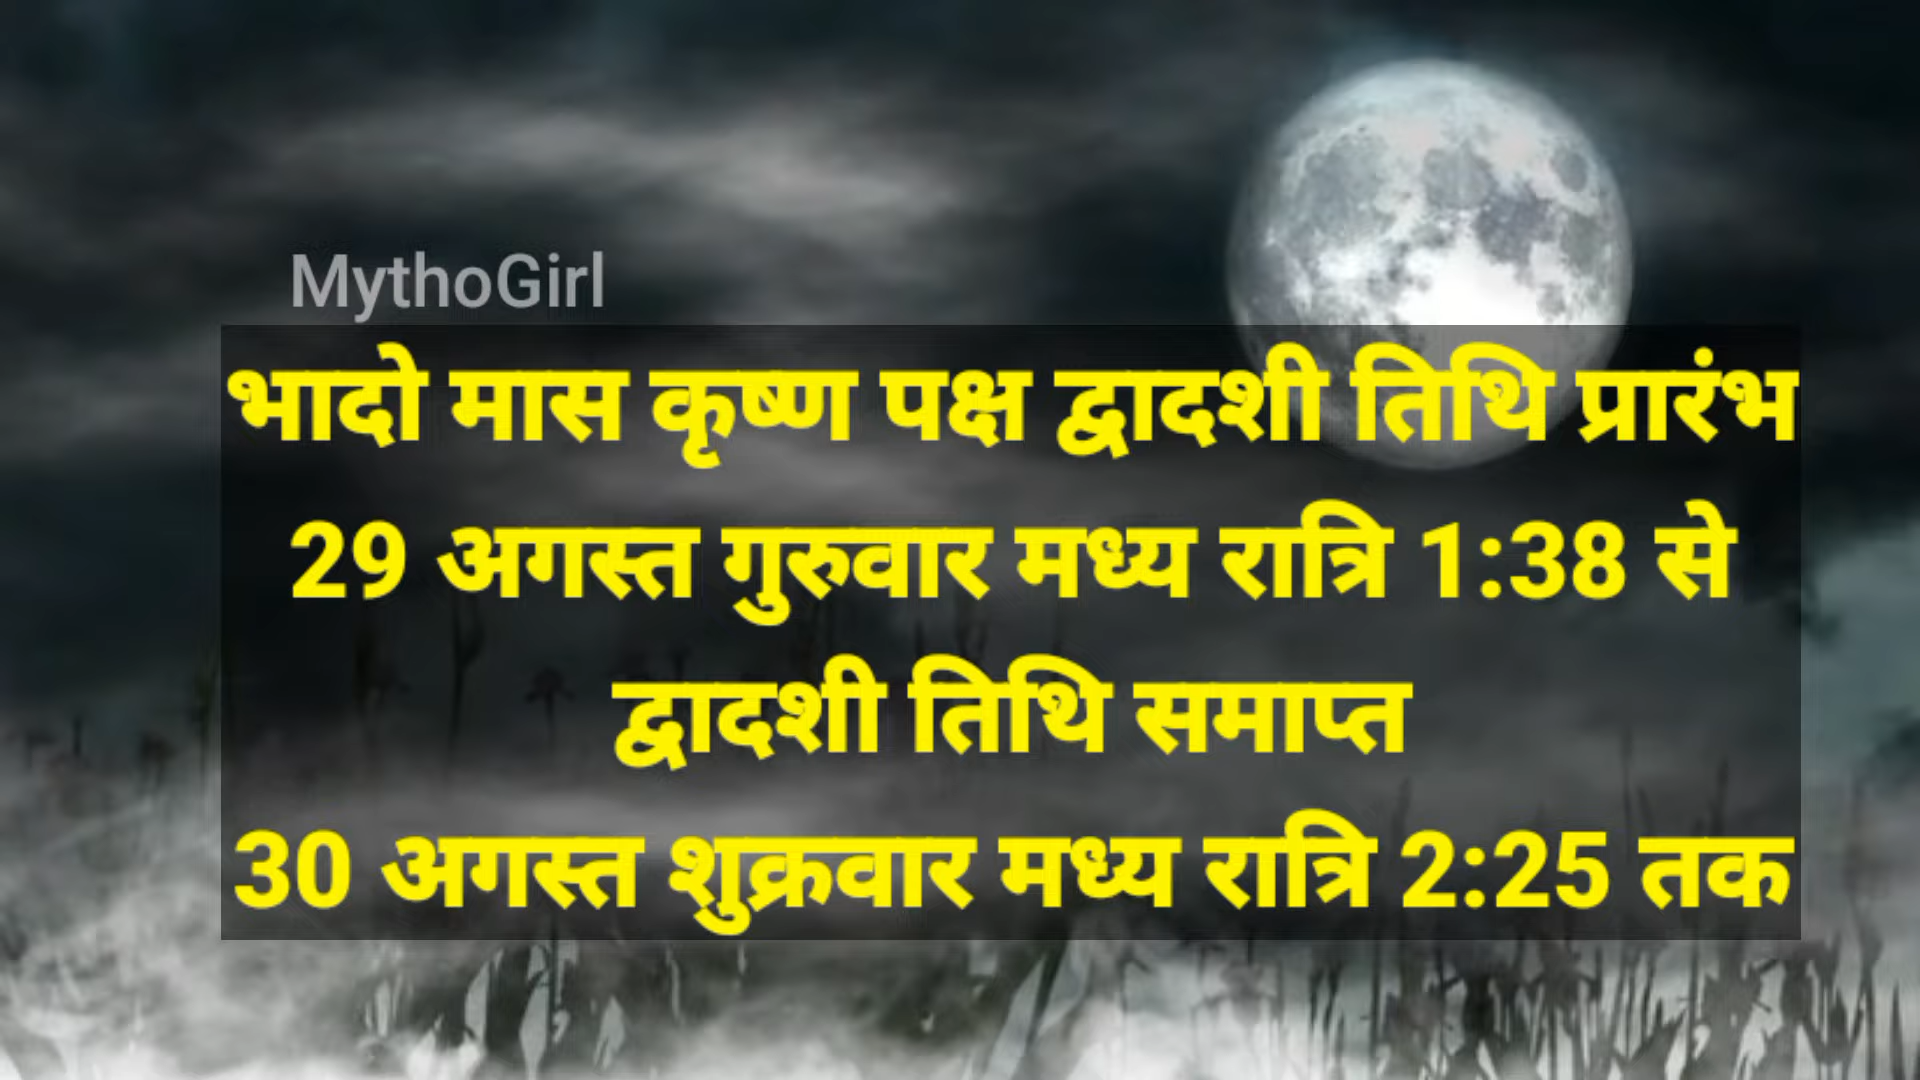 MythoGirl
भादो मास कृष्ण पक्ष द्वादशी तिथि प्रारंभ
29 अगस्त गुरुवार मध्य रात्रि 1:38 से
द्वादशी तिथि समाप्त
30 अगस्त शुक्रवार मध्य रात्रि 2:25 तक